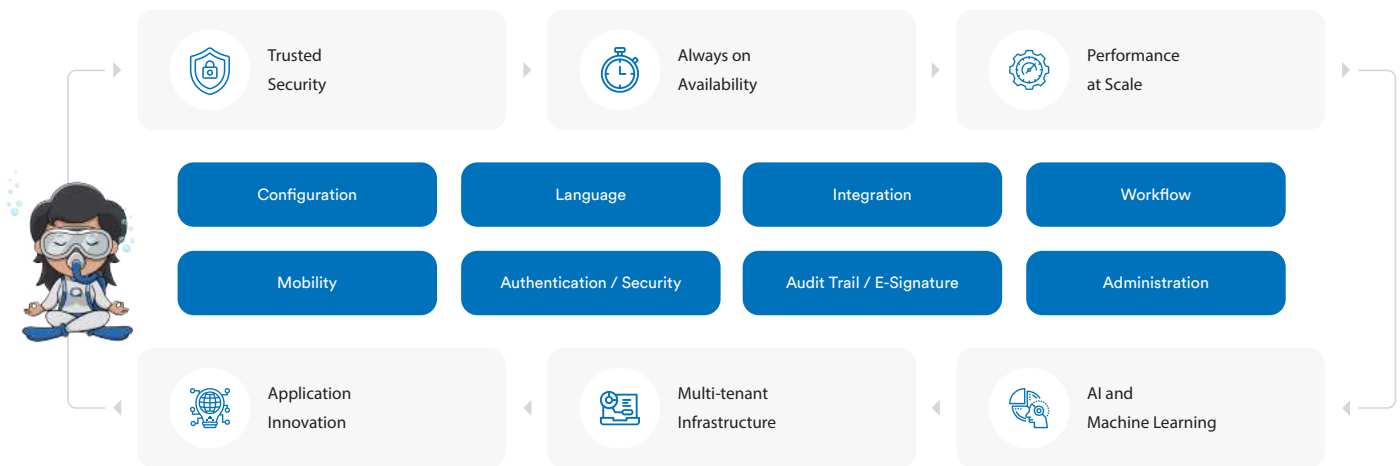 Trusted
Security
Always on
Availability
Performance
at Scale
Configuration
Language
Integration
Workflow
Mobility
Authentication / Security
Audit Trail / E-Signature
Administration
Application
Innovation
Multi-tenant
Infrastructure
AI and
Machine Learning